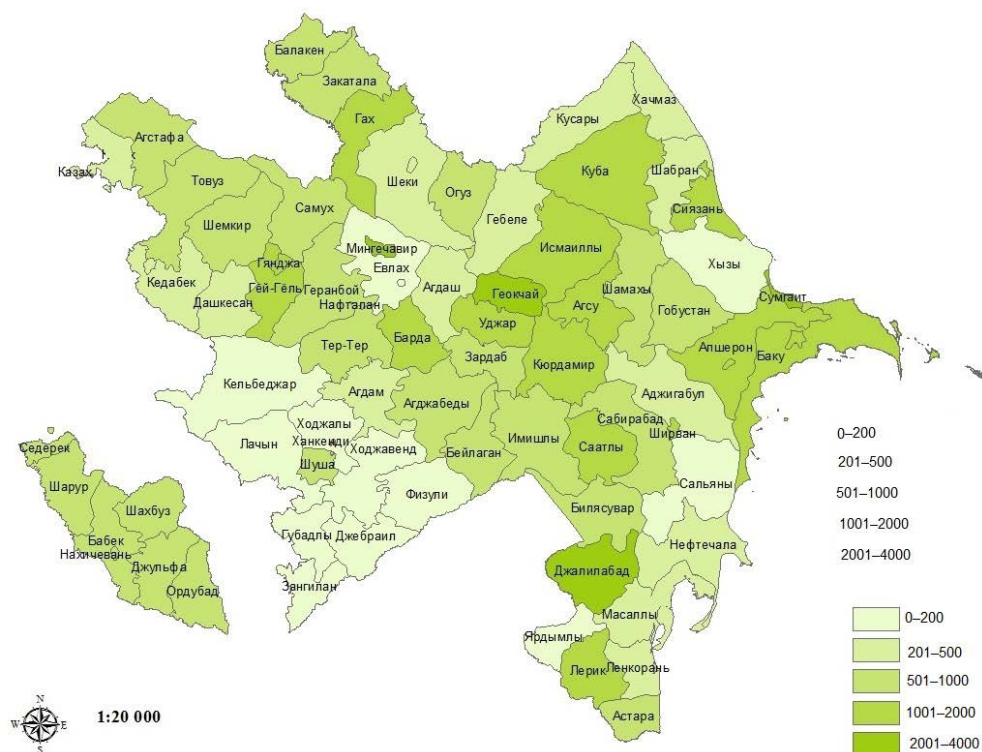 Балакен
Закатала
Гах
Хачмаз
Кусары
Агстафа
Казах
Товуз
Шеки
Огуз
Куба
Шабран
Сиязань
Самух
Гебеле
Шемкир
Исмаиллы
Мингечавир
Хызы
Гянджа
Евлах
Кедабек
Гёй-Гёль
Геранбой
Агдаш
Геокчай
Шамахы
Гобустан
Сумгаит
Дашкесан
Нафталан
Агсу
Уджар
Тер-Тер
Барда
Зардаб
Кюрдамир
Апшерон
Баку
Кельбеджар
Агдам
Аджигабул
Агджабеды
Ходжалы
Сабирабад
Лачын
Ханкенди
Ходжавенд
Имишлы
Ширван
Седерек
Шуша
Бейлаган
Саатлы
Шарур
Физули
Сальяны
Шахбуз
Билясувар
Бабек
Губадлы
Джебраил
Нахичевань
Нефтечала
Джульфа
Джалилабад
Ордубад
Зангилан
Масаллы
Ярдымлы
Лерик
Ленкорань
Астара
0–200
201–500
501–1000
1001–2000
2001–4000
0–200
201–500
501–1000
1001–2000
2001–4000
N
W E
S
1:20 000